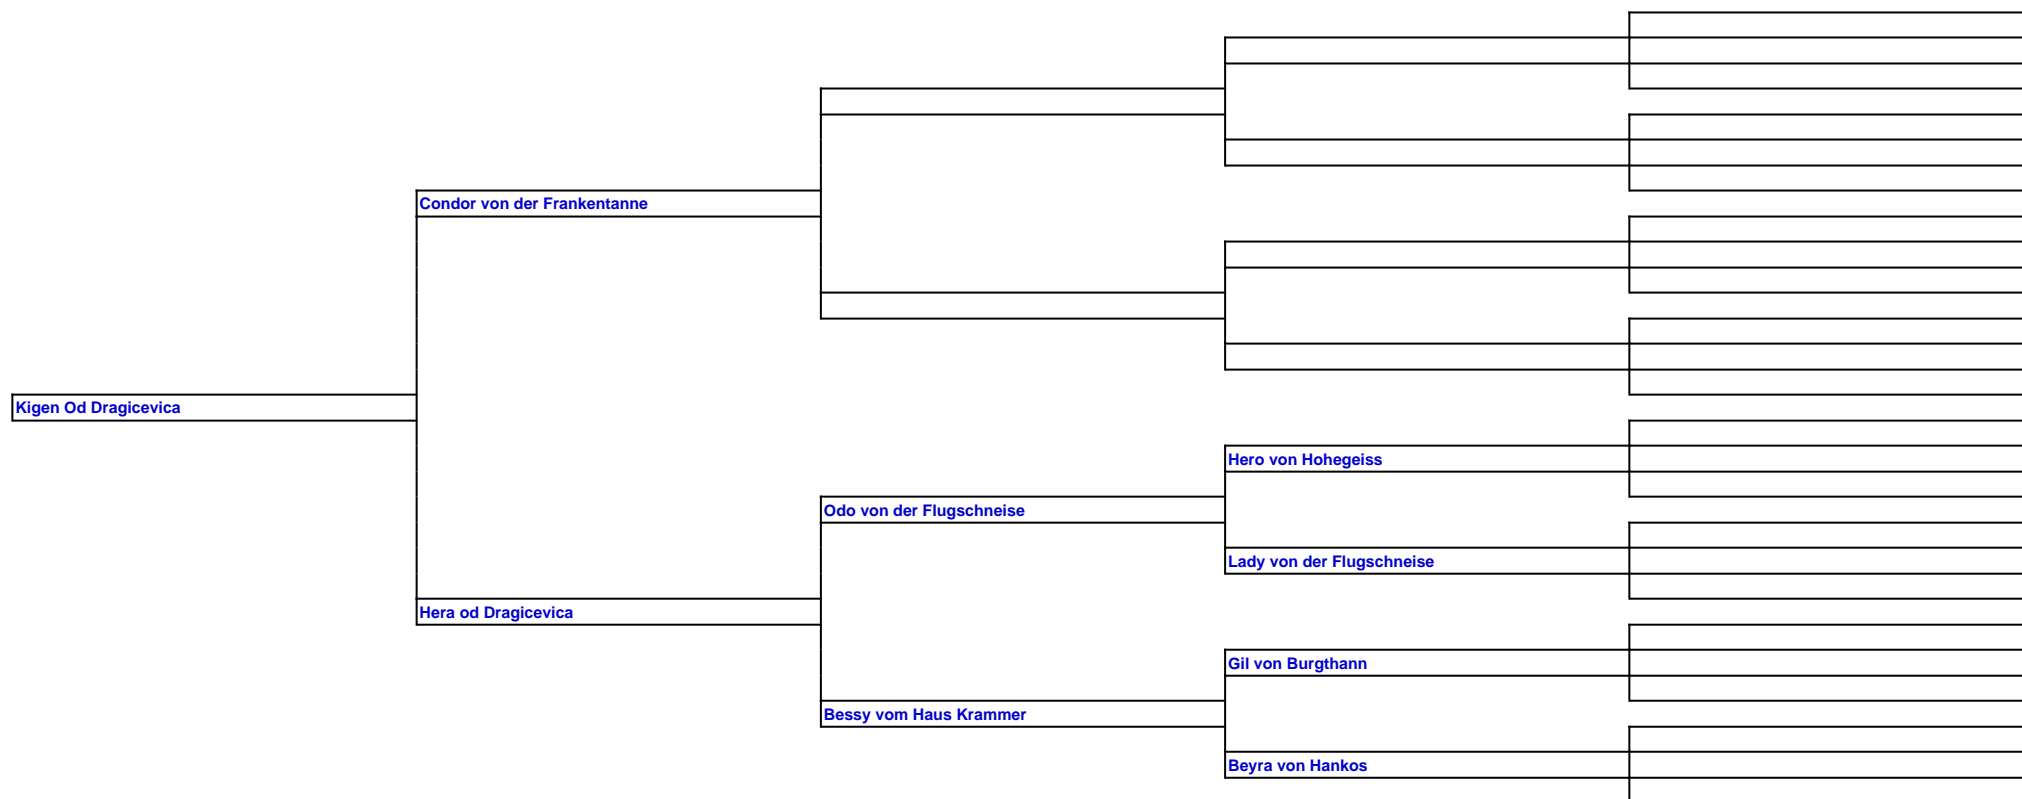 Condor von der Frankentanne
Kigen Od Dragicevica
Hero von Hohegeiss
Odo von der Flugschneise
Lady von der Flugschneise
Hera od Dragicevica
Gil von Burgthann
Bessy vom Haus Krammer
Beyra von Hankos